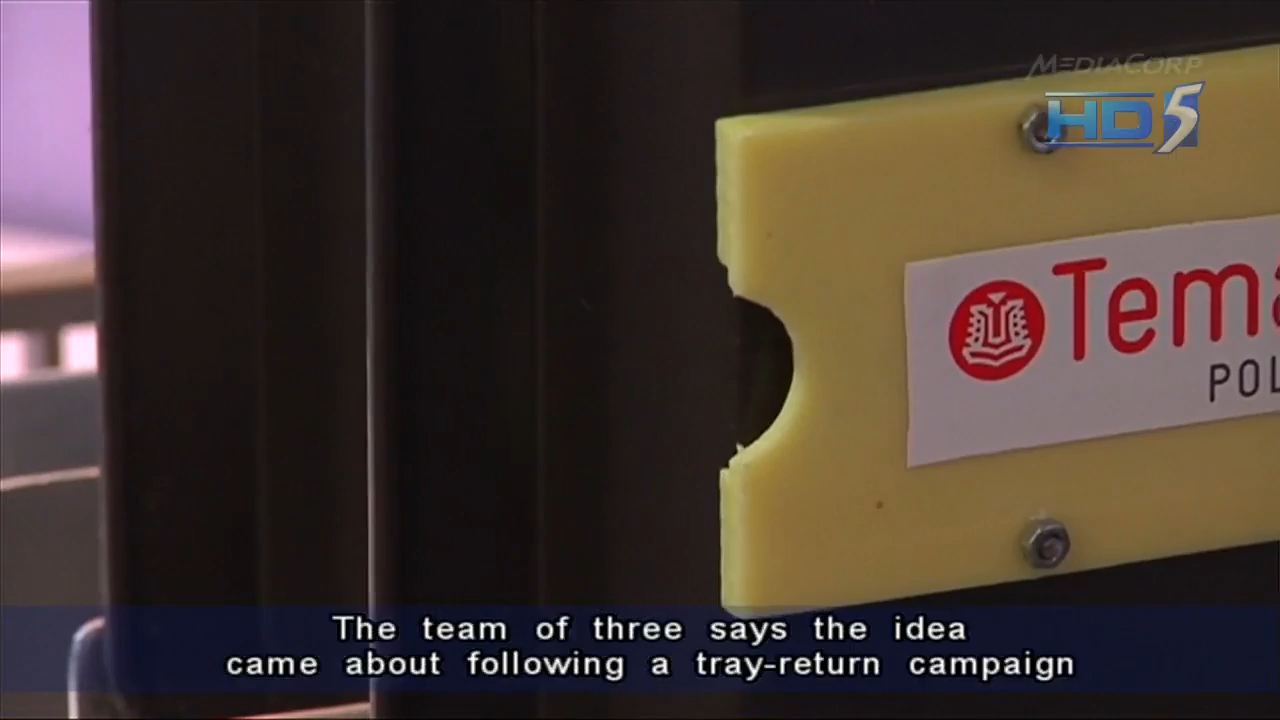 MEDIACORP
HD5
Tema
POL
The team of three says the idea
came about following a tray-return campaign